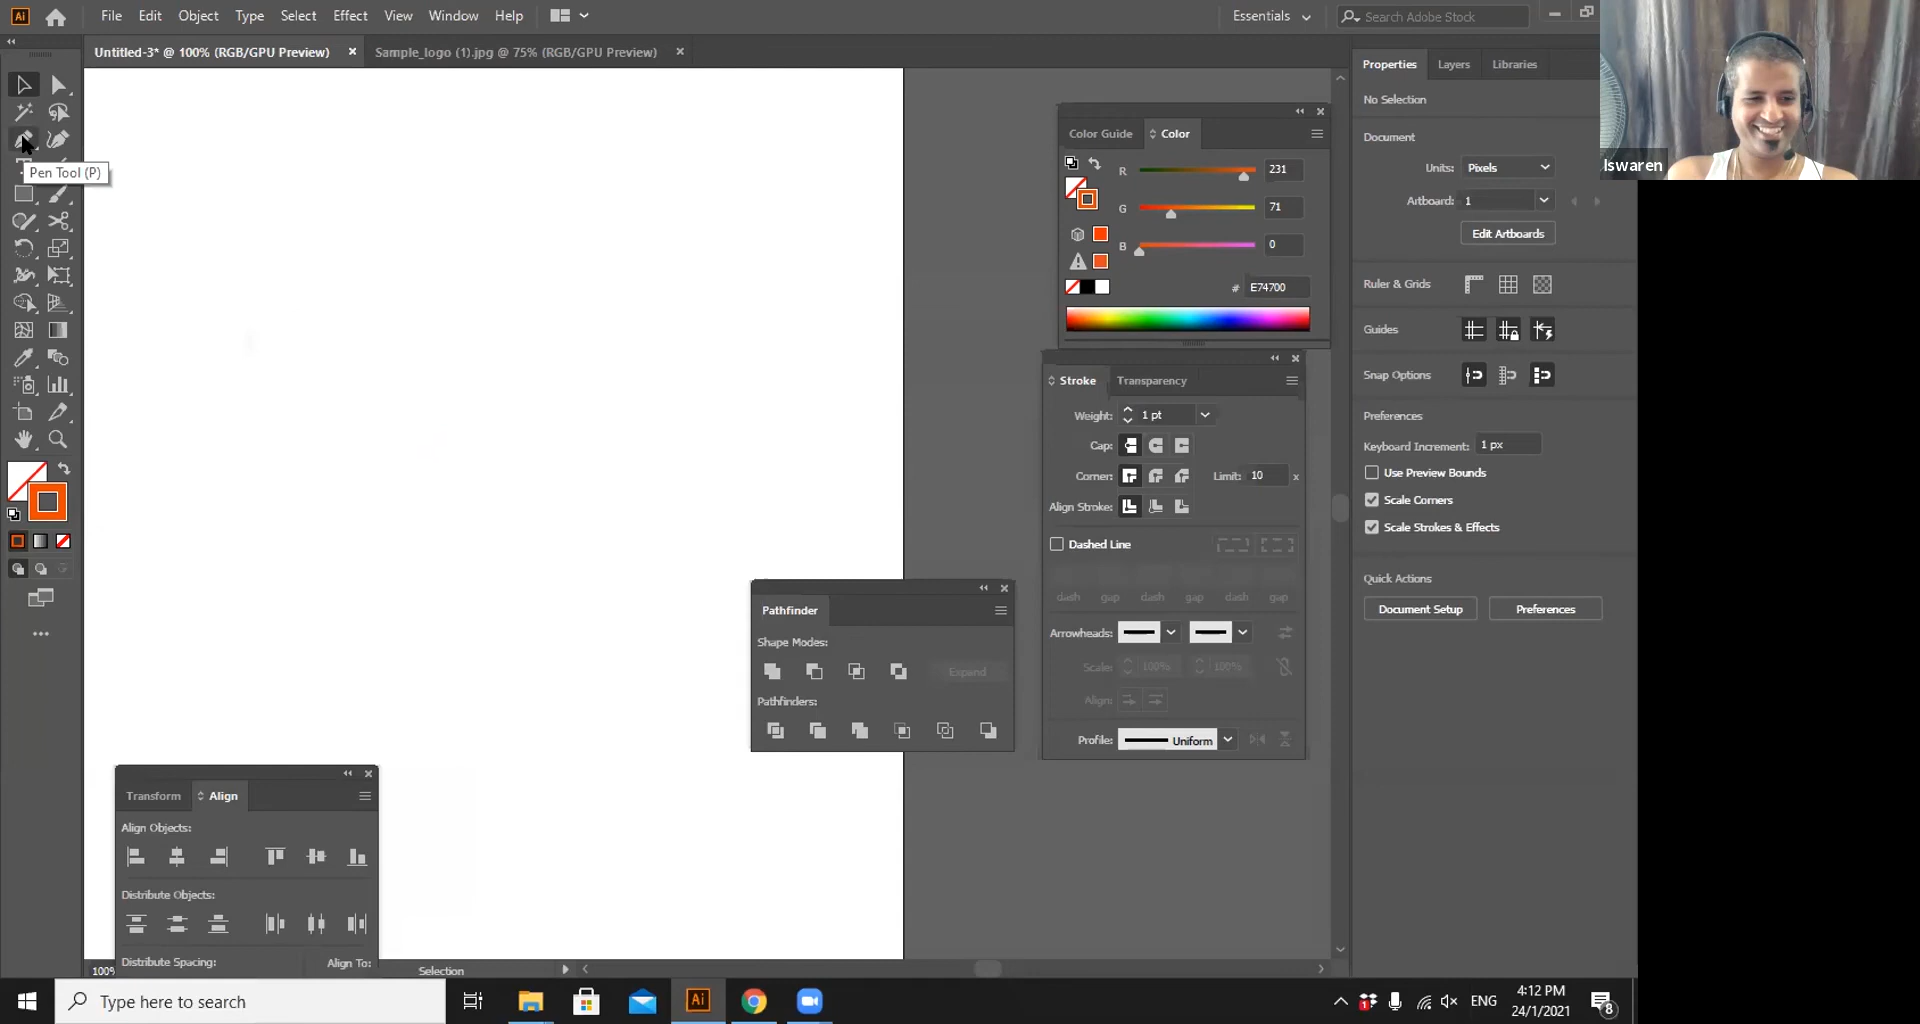 Ai File Edit Object Type Select Effect View Window Help Essentials Search Adobe Stock
Untitled-3* @ 100% (RGB/GPU Preview) Sample_logo (1).jpg @ 75% (RGB/GPU Preview)
Pen Tool (P)
Color Guide Color
R 231
G 71
B 0
# E74700
Stroke Transparency
Weight: 1 pt
Cap:
Corner: Limit: 10 x
Align Stroke:
Dashed Line
dash gap dash gap dash gap
Arrowheads:
Scale: 100% 100%
Align:
Profile: Uniform
Pathfinder
Shape Modes:
Expand
Pathfinders:
Transform Align
Align Objects:
Distribute Objects:
Distribute Spacing: Align To:
Properties Layers Libraries
No Selection
Document
Units: Pixels
Artboard: 1
Edit Artboards
Ruler & Grids
Guides
Snap Options
Preferences
Keyboard Increment: 1 px
Use Preview Bounds
Scale Corners
Scale Strokes & Effects
Quick Actions
Document Setup Preferences
Iswaren
100% Selection
Type here to search
Ai
1
ENG
4:12 PM
24/1/2021
8